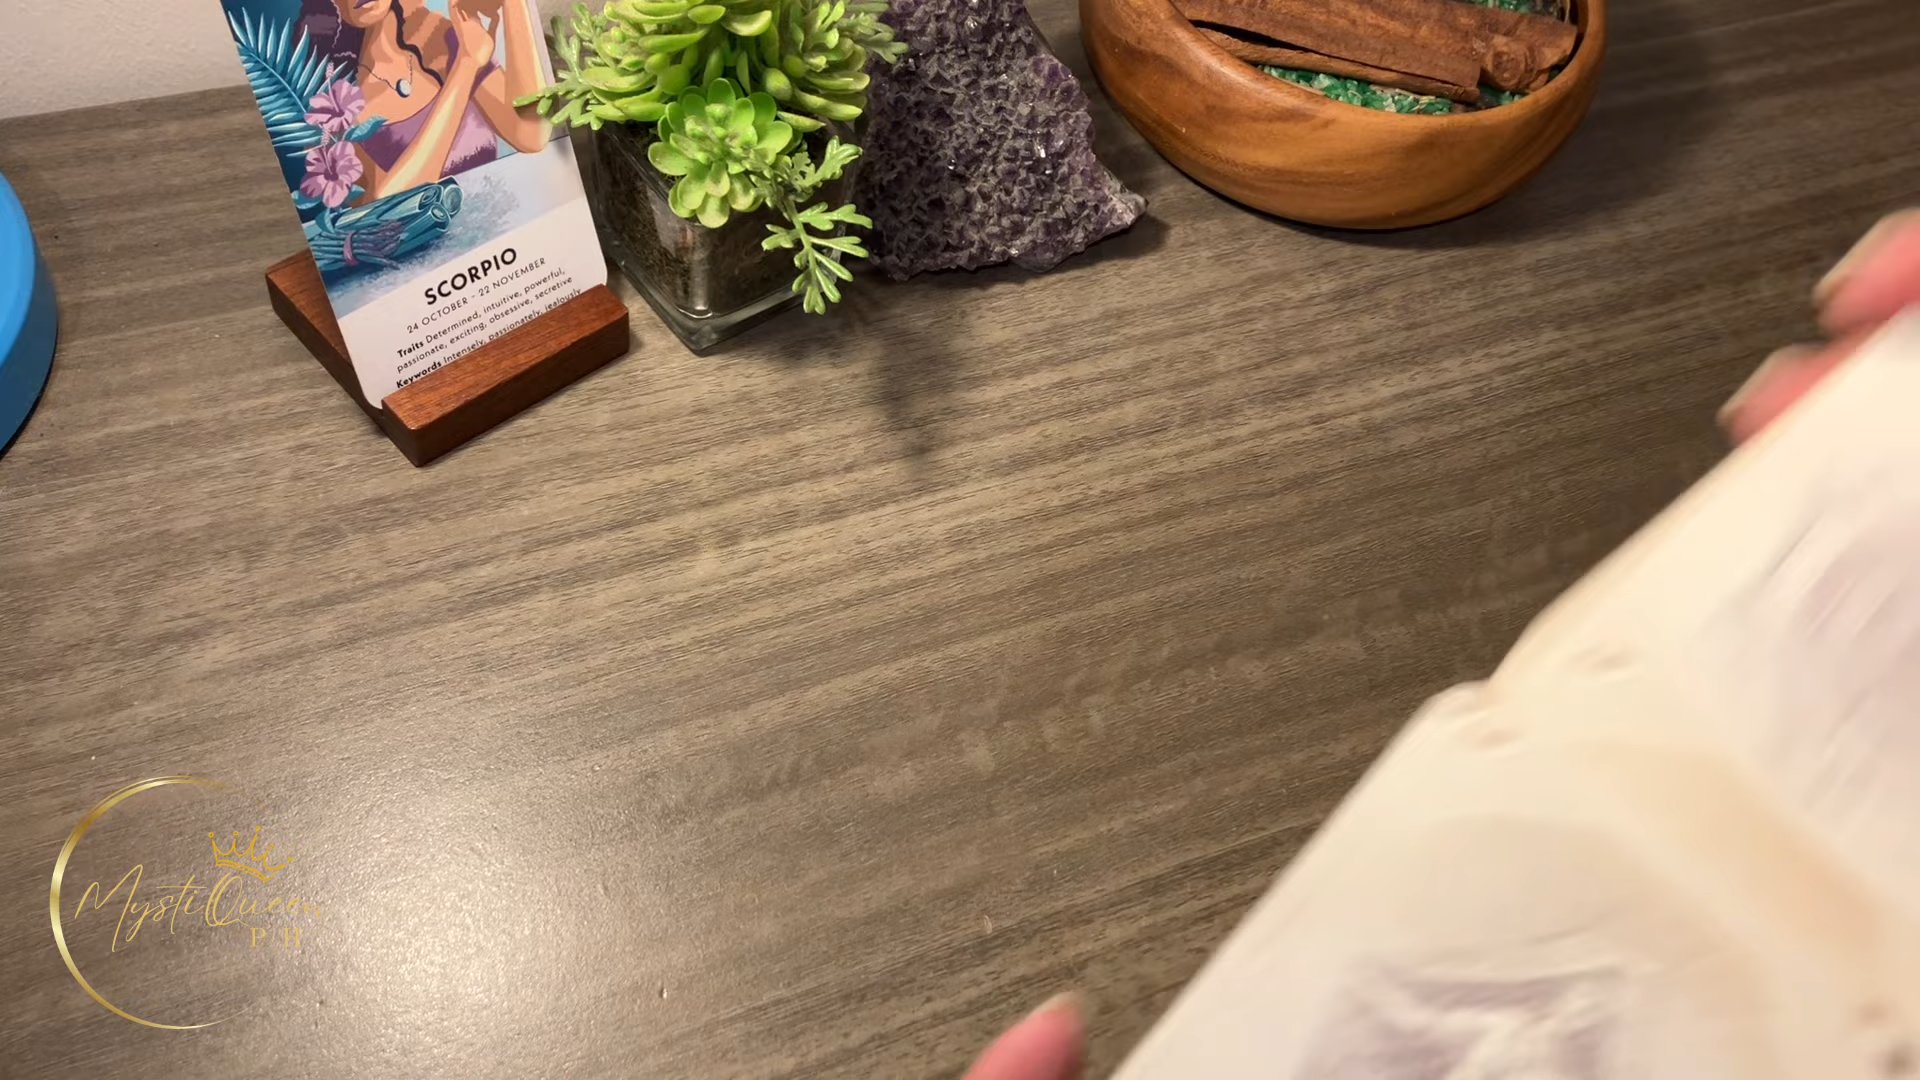 SCORPIO
24 OCTOBER - 22 NOVEMBER
Traits Determined, intuitive, powerful,
passionate, exciting, obsessive, secretive
Keywords Intensely, passionately, jealously
MystiQueen
PH